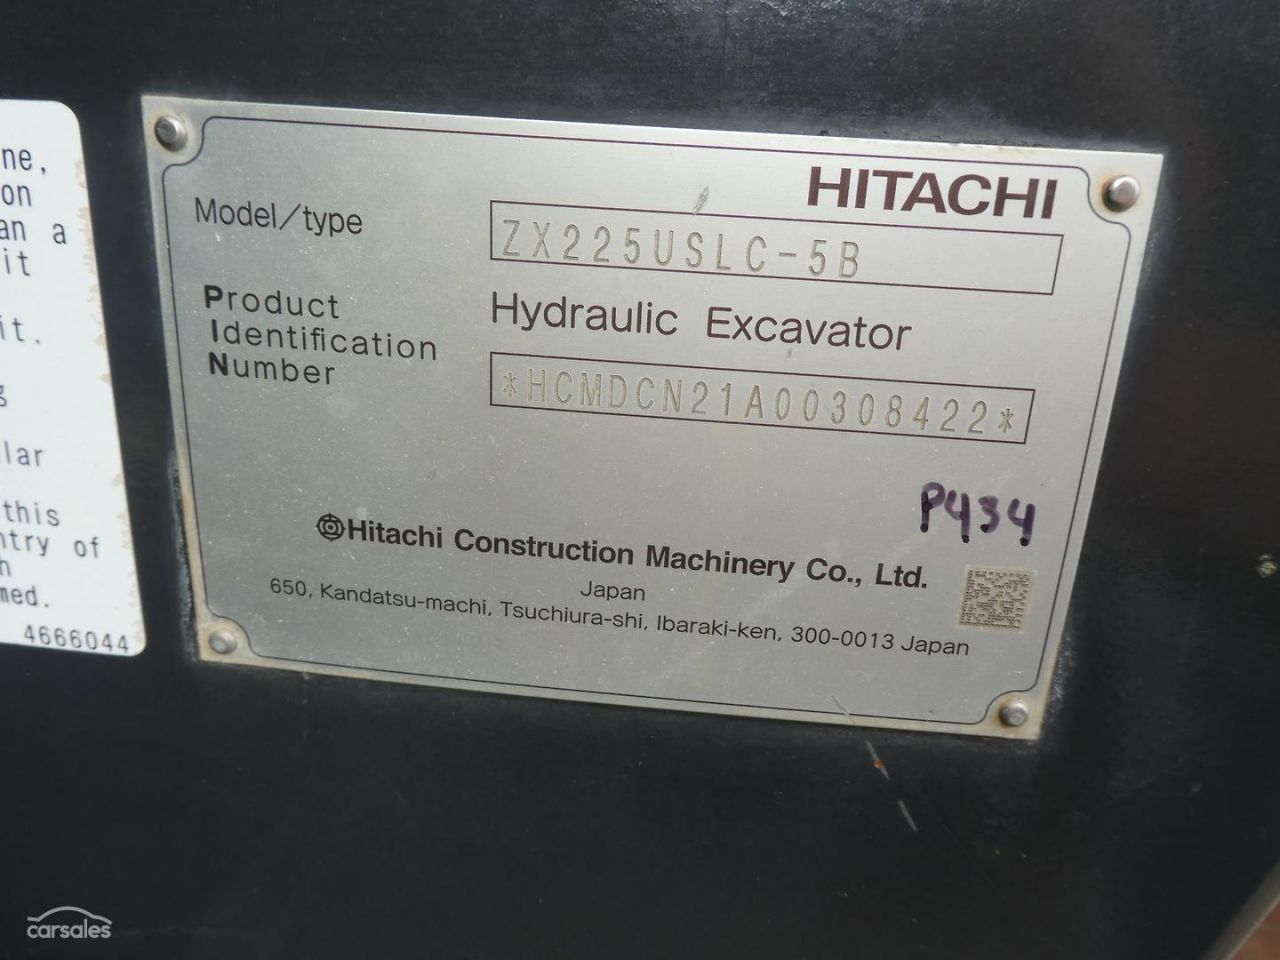 ne,
on
an a
it
it.
lar
this
ntry of
med.
4666044
HITACHI
Model/type
ZX225USLC-5B
Hydraulic Excavator
Product
Identification
Number
*HCMDCN21A00308422*
P434
Hitachi Construction Machinery Co., Ltd.
Japan
650, Kandatsu-machi, Tsuchiura-shi, Ibaraki-ken, 300-0013 Japan
carsales